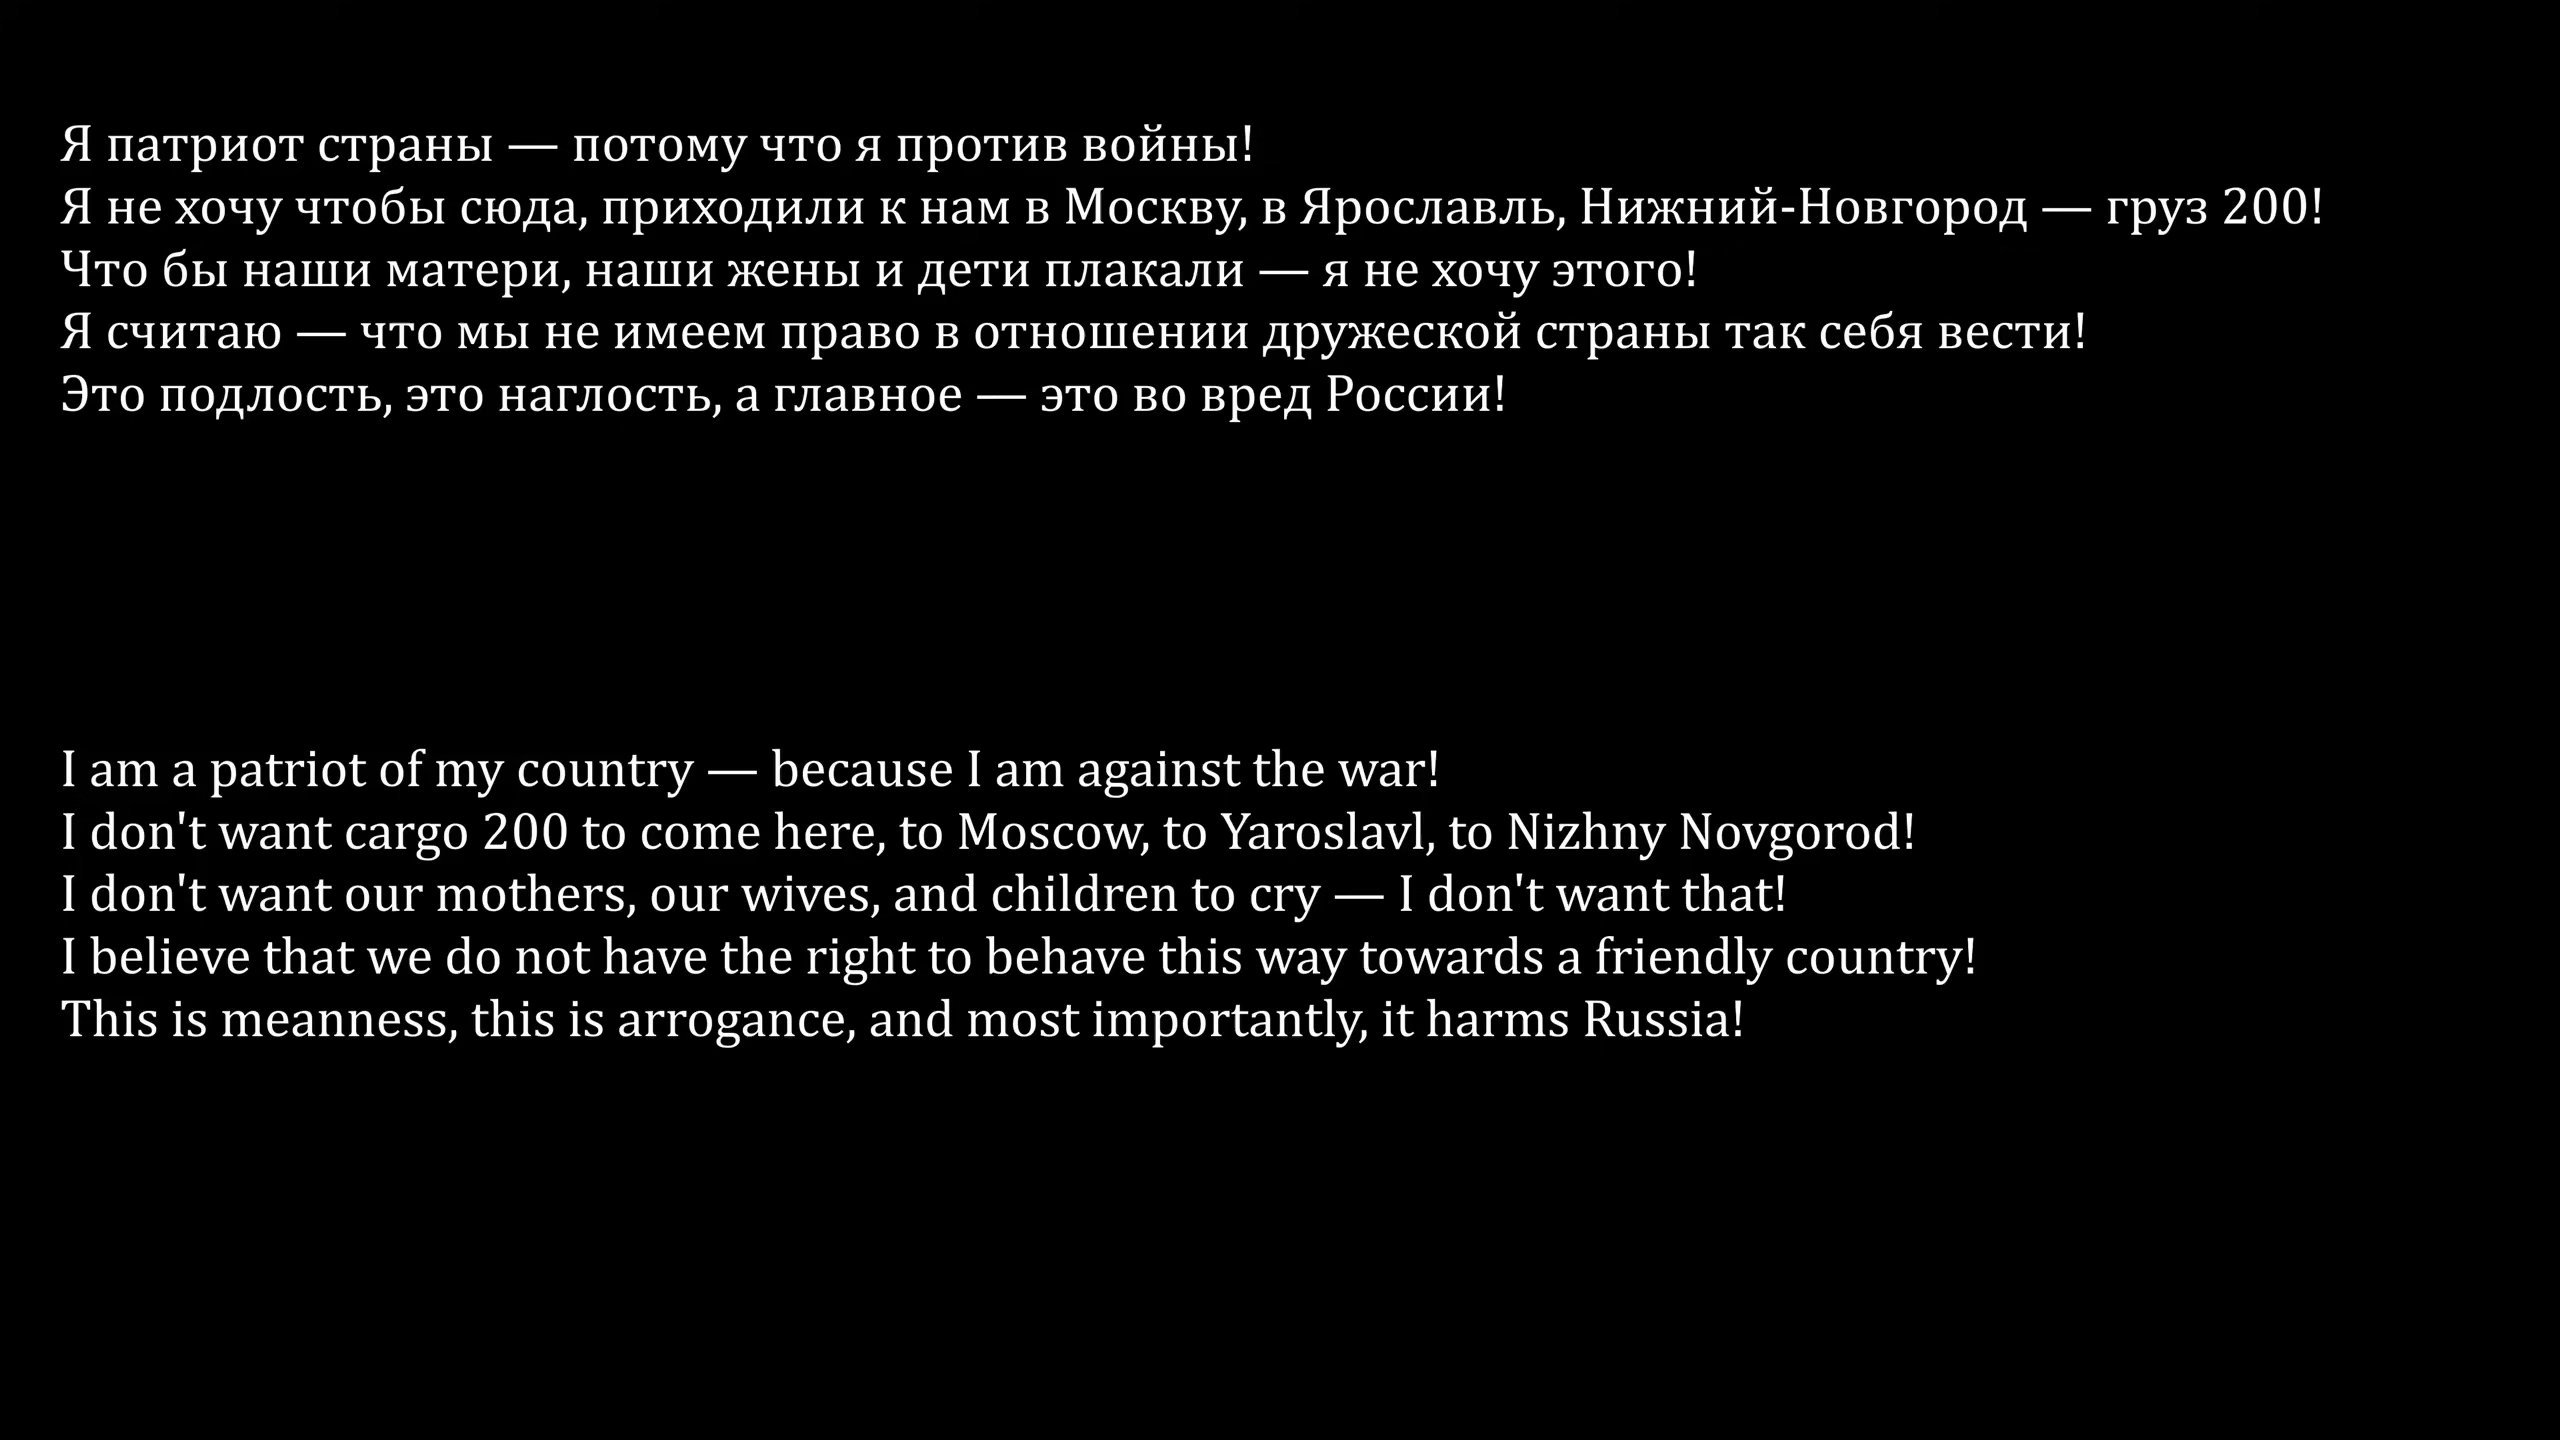 Я патриот страны — потому что я против войны!
Я не хочу чтобы сюда, приходили к нам в Москву, в Ярославль, Нижний-Новгород — груз 200!
Что бы наши матери, наши жены и дети плакали — я не хочу этого!
Я считаю — что мы не имеем право в отношении дружеской страны так себя вести!
Это подлость, это наглость, а главное — это во вред России!
I am a patriot of my country — because I am against the war!
I don't want cargo 200 to come here, to Moscow, to Yaroslavl, to Nizhny Novgorod!
I don't want our mothers, our wives, and children to cry — I don't want that!
I believe that we do not have the right to behave this way towards a friendly country!
This is meanness, this is arrogance, and most importantly, it harms Russia!